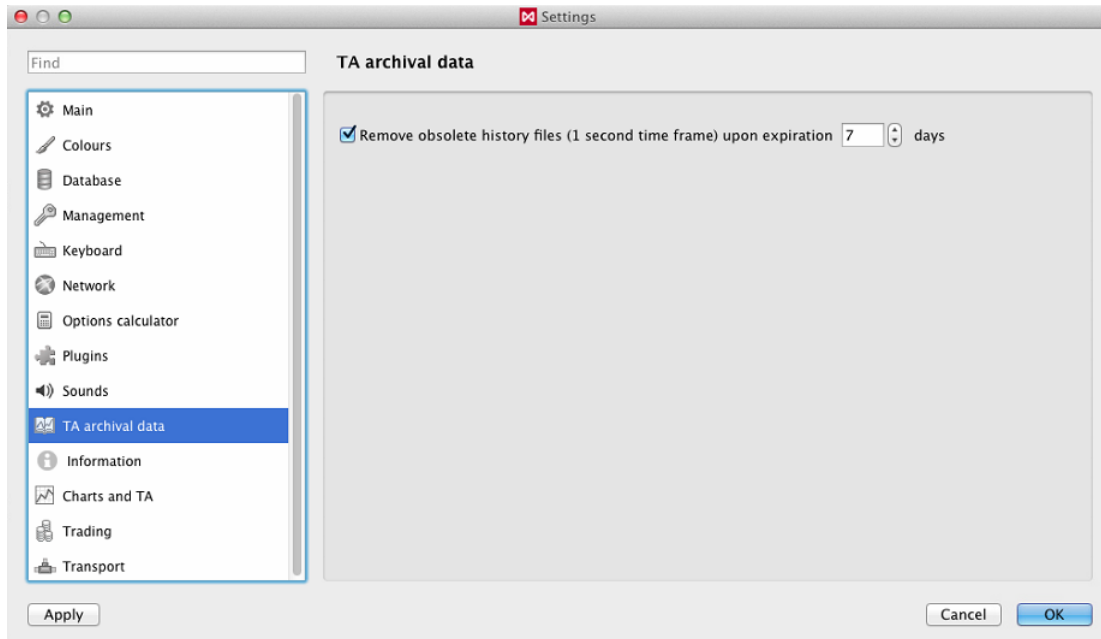 Settings
Find
TA archival data
Main
Colours
Database
Management
Keyboard
Network
Options calculator
Plugins
Sounds
TA archival data
Information
Charts and TA
Trading
Transport
Remove obsolete history files (1 second time frame) upon expiration 7 days
Apply
Cancel
OK